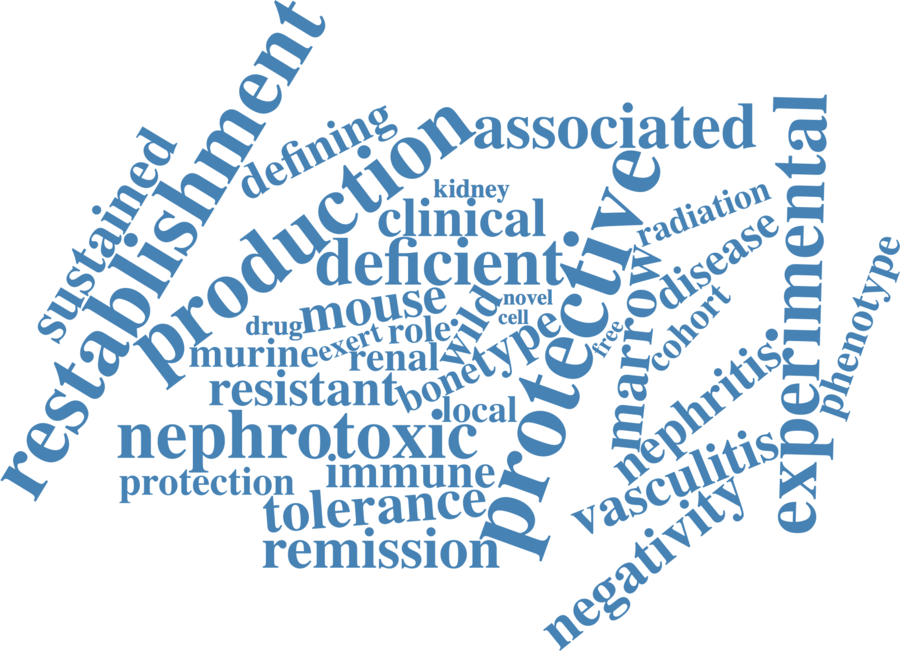 restablishment
sustained
defining
production
associated
experimental
kidney
clinical
protective
radiation
deficient
disease
phenotype
mouse
wild
novel
cell
marrow
cohort
drug
exert
role
free
murine
renal
type
bone
resistant
local
nephritis
nephrotoxic
vasculitis
immune
protection
tolerance
negativity
remission